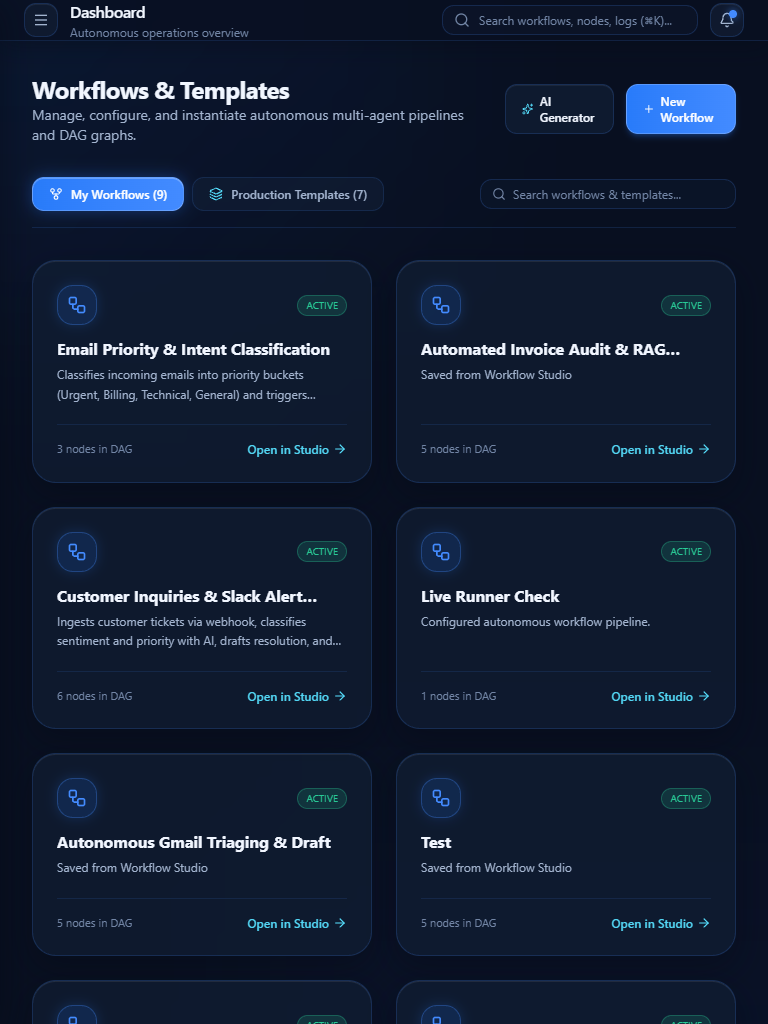 Dashboard
Autonomous operations overview
Search workflows, nodes, logs (⌘K)...
Workflows & Templates
Manage, configure, and instantiate autonomous multi-agent pipelines
and DAG graphs.
AI
Generator
New
Workflow
My Workflows (9)
Production Templates (7)
Search workflows & templates...
ACTIVE
Email Priority & Intent Classification
Classifies incoming emails into priority buckets
(Urgent, Billing, Technical, General) and triggers...
3 nodes in DAG
Open in Studio →
ACTIVE
Automated Invoice Audit & RAG...
Saved from Workflow Studio
5 nodes in DAG
Open in Studio →
ACTIVE
Customer Inquiries & Slack Alert...
Ingests customer tickets via webhook, classifies
sentiment and priority with AI, drafts resolution, and...
6 nodes in DAG
Open in Studio →
ACTIVE
Live Runner Check
Configured autonomous workflow pipeline.
1 nodes in DAG
Open in Studio →
ACTIVE
Autonomous Gmail Triaging & Draft
Saved from Workflow Studio
5 nodes in DAG
Open in Studio →
ACTIVE
Test
Saved from Workflow Studio
5 nodes in DAG
Open in Studio →